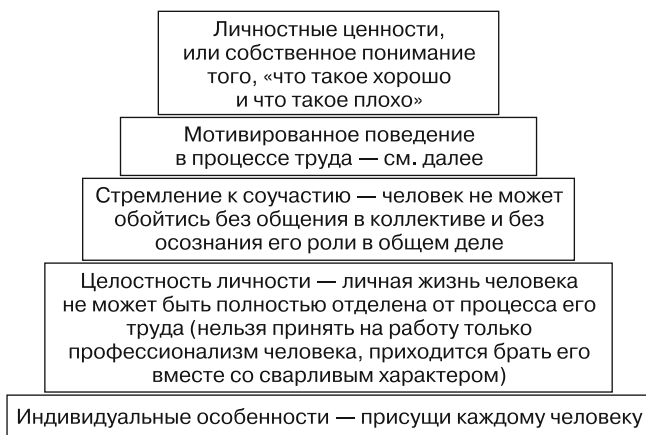 Личностные ценности,
или собственное понимание
того, «что такое хорошо
и что такое плохо»
Мотивированное поведение
в процессе труда — см. далее
Стремление к соучастию — человек не может
обойтись без общения в коллективе и без
осознания его роли в общем деле
Целостность личности — личная жизнь человека
не может быть полностью отделена от процесса его
труда (нельзя принять на работу только
профессионализм человека, приходится брать его
вместе со сварливым характером)
Индивидуальные особенности — присущи каждому человеку